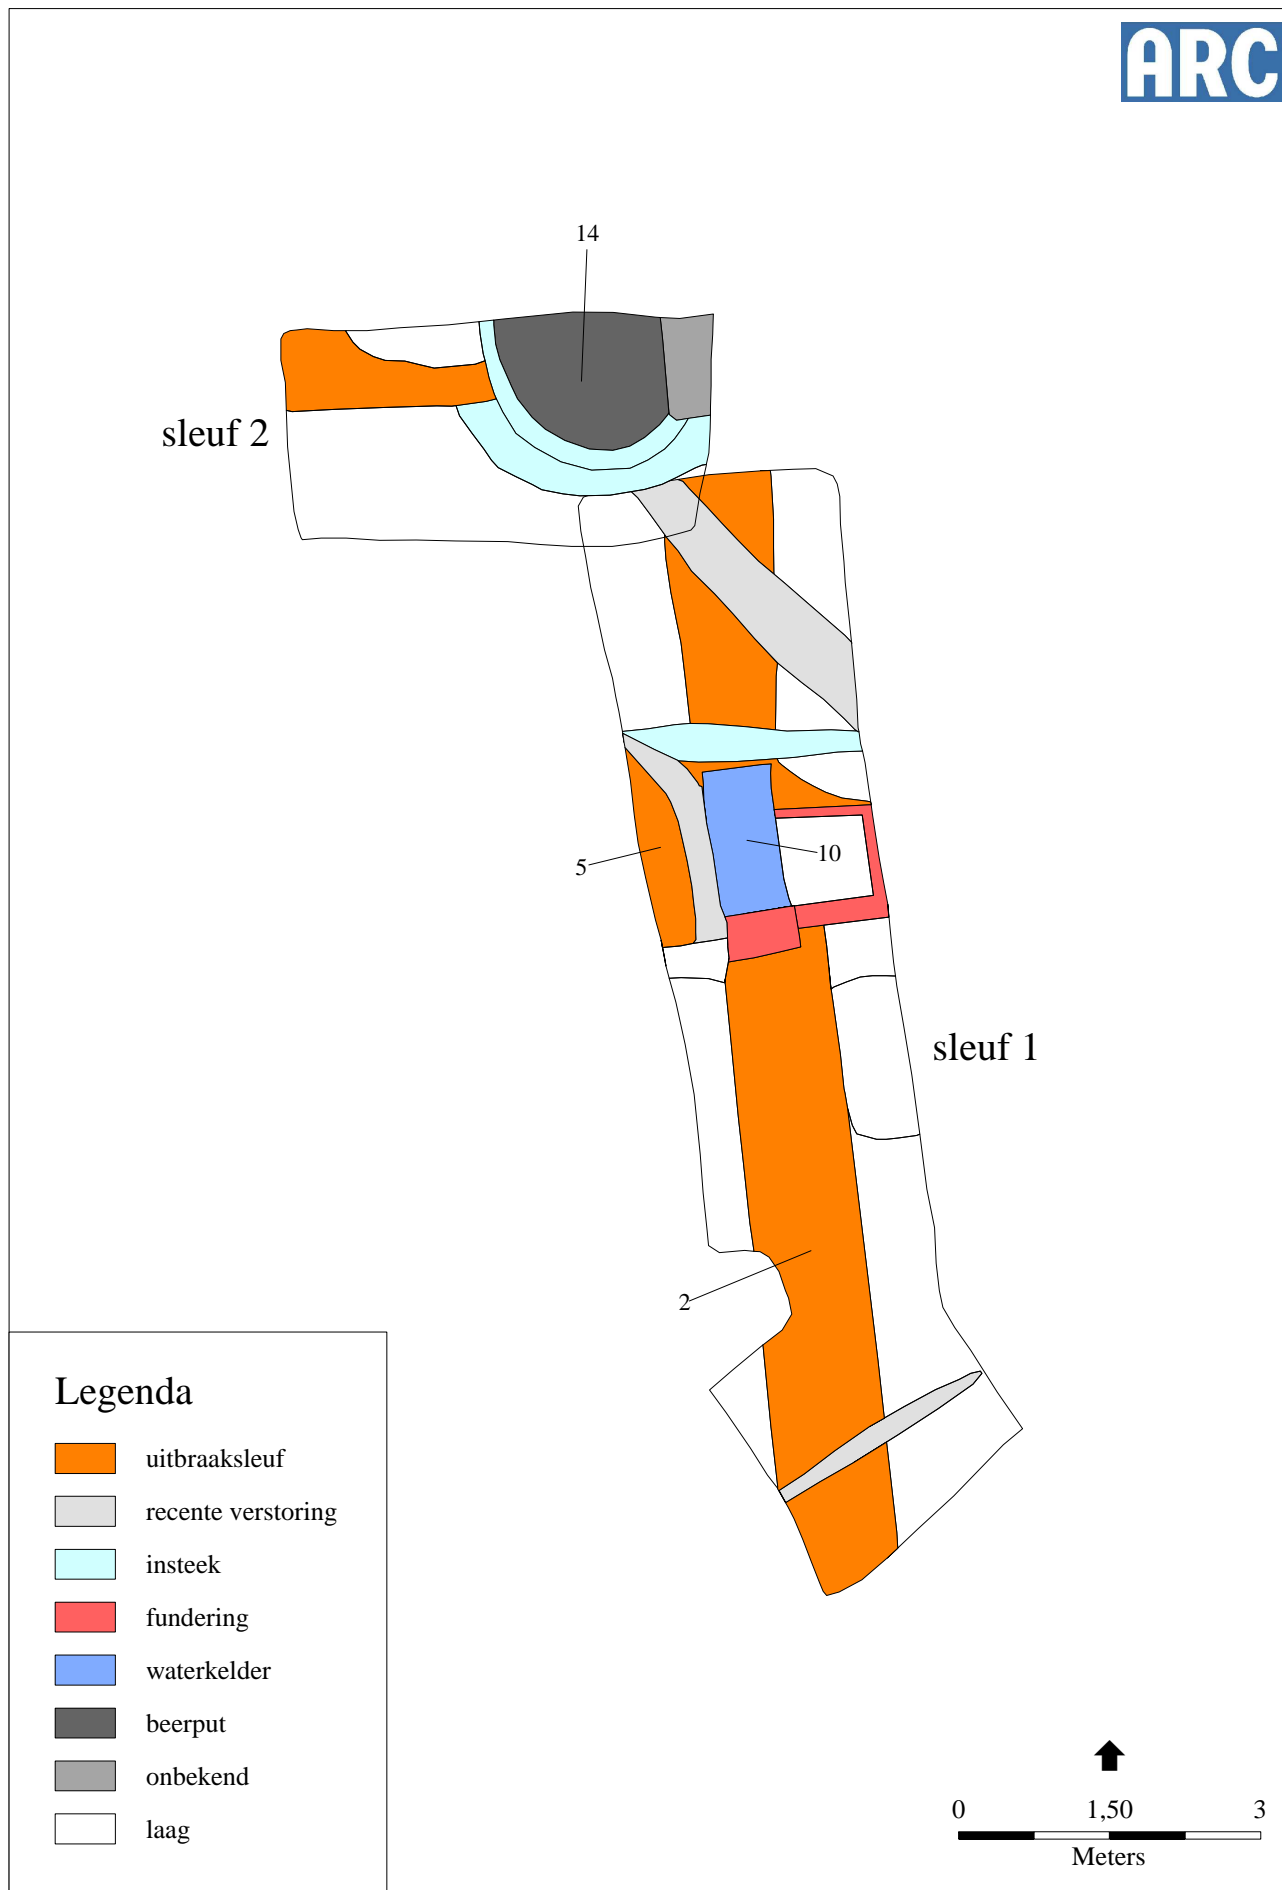 ARC
14
sleuf 2
5
10
sleuf 1
2
Legenda
uitbraaksleuf
recente verstoring
insteek
fundering
waterkelder
beerput
onbekend
laag
0 1,50 3
Meters